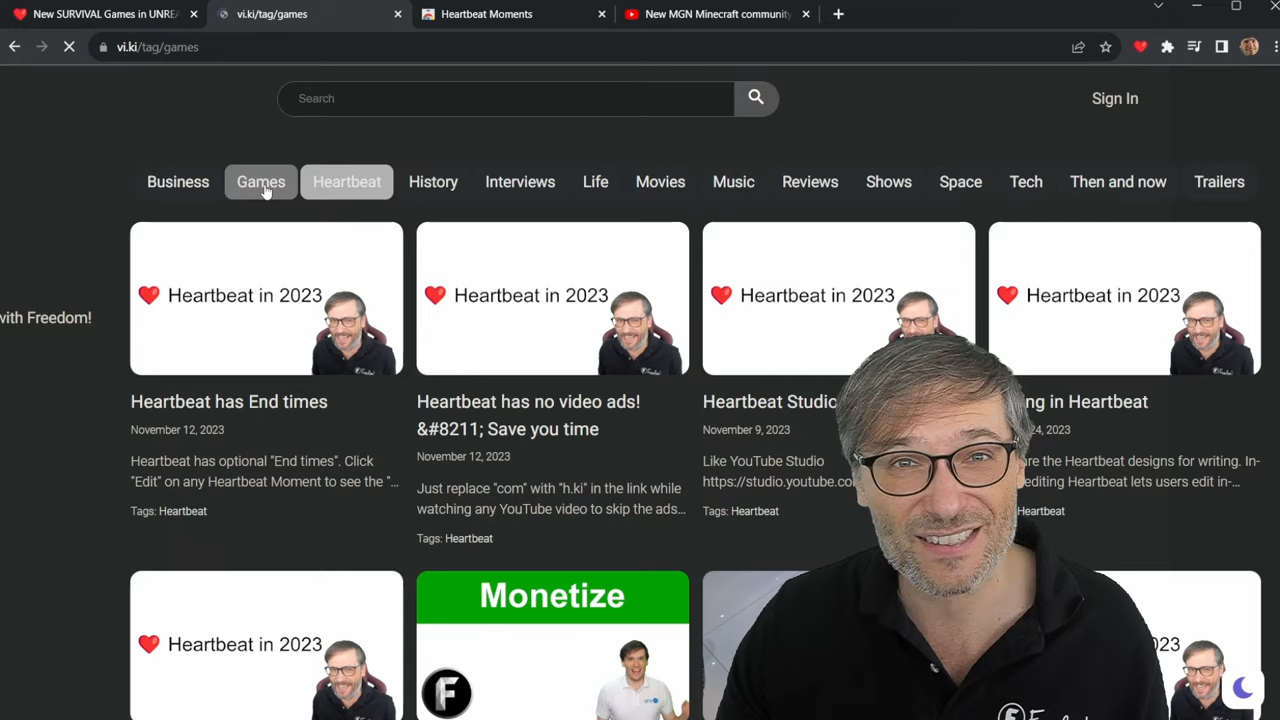 New SURVIVAL Games in UNREA
vi.ki/tag/games
Heartbeat Moments
New MGN Minecraft community
vi.ki/tag/games
Search
Sign In
Business Games Heartbeat History Interviews Life Movies Music Reviews Shows Space Tech Then and now Trailers
with Freedom!
Heartbeat in 2023
Heartbeat in 2023
Heartbeat in 2023
Heartbeat in 2023
Heartbeat has End times
November 12, 2023
Heartbeat has optional "End times". Click
"Edit" on any Heartbeat Moment to see the "...
Tags: Heartbeat
Heartbeat has no video ads!
&#8211; Save you time
November 12, 2023
Just replace "com" with "h.ki" in the link while
watching any YouTube video to skip the ads...
Tags: Heartbeat
Heartbeat Studio
November 9, 2023
Like YouTube Studio
https://studio.youtube.co
Tags: Heartbeat
ng in Heartbeat
24, 2023
are the Heartbeat designs for writing. In-
editing Heartbeat lets users edit in-...
Heartbeat
Heartbeat in 2023
Monetize
F
023